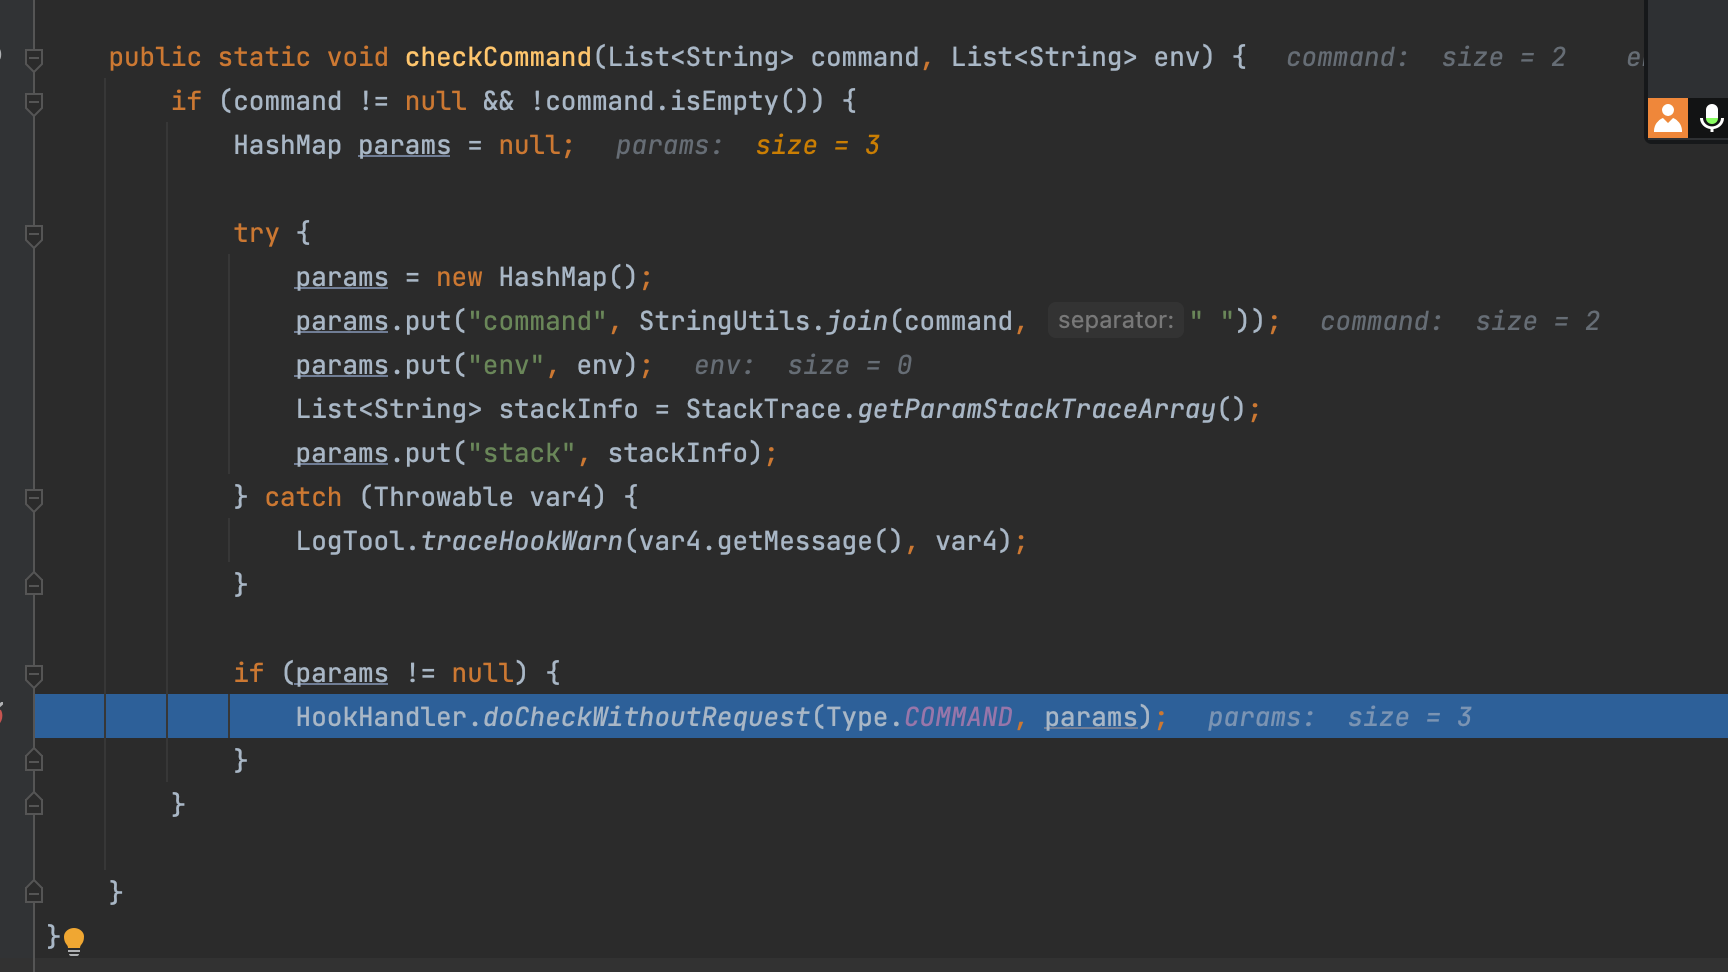 public static void checkCommand(List<String> command, List<String> env) {   command:  size = 2
if (command != null && !command.isEmpty()) {
HashMap params = null;   params:  size = 3
try {
params = new HashMap();
params.put("command", StringUtils.join(command, separator: " "));   command:  size = 2
params.put("env", env);   env:  size = 0
List<String> stackInfo = StackTrace.getParamStackTraceArray();
params.put("stack", stackInfo);
} catch (Throwable var4) {
LogTool.traceHookWarn(var4.getMessage(), var4);
}
if (params != null) {
HookHandler.doCheckWithoutRequest(Type.COMMAND, params);   params:  size = 3
}
}
}
}